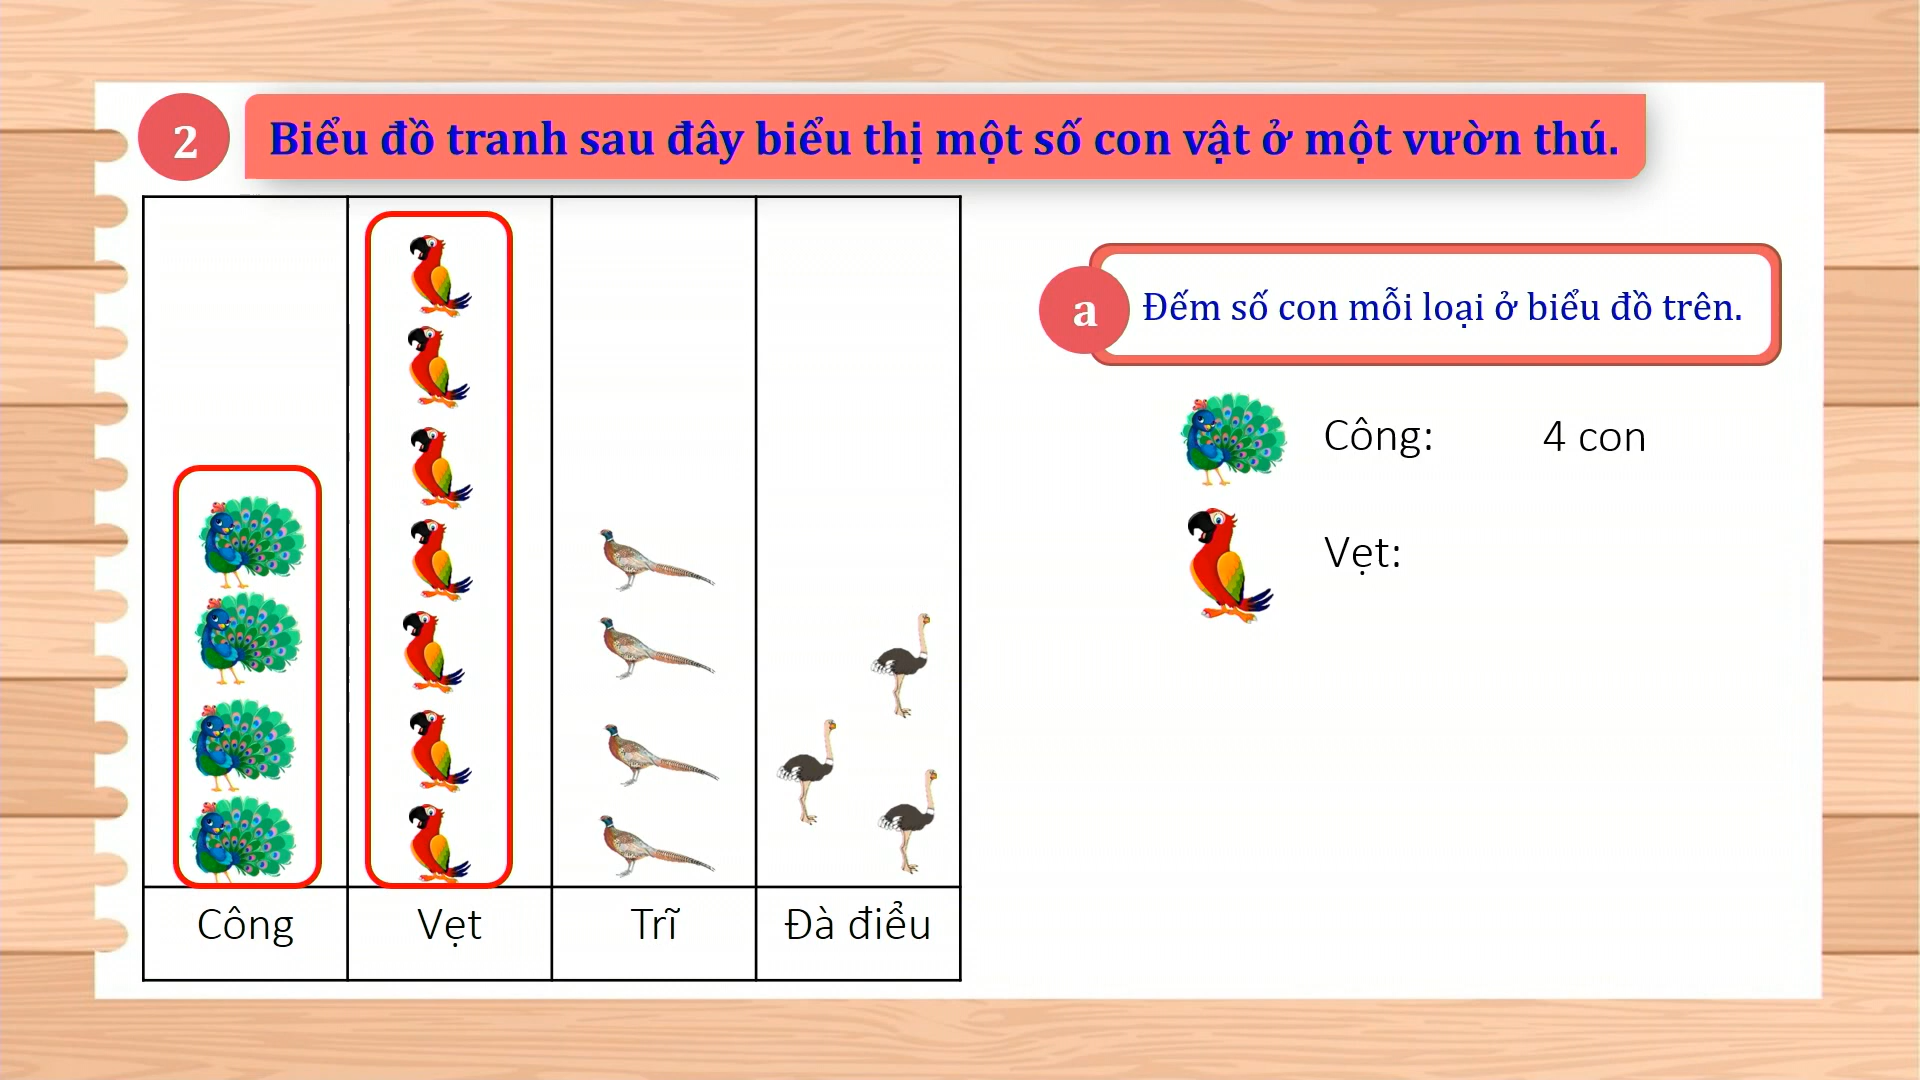 2 Biểu đồ tranh sau đây biểu thị một số con vật ở một vườn thú.
a Đếm số con mỗi loại ở biểu đồ trên.
Công: 4 con
Vẹt:
Công Vẹt Trĩ Đà điểu